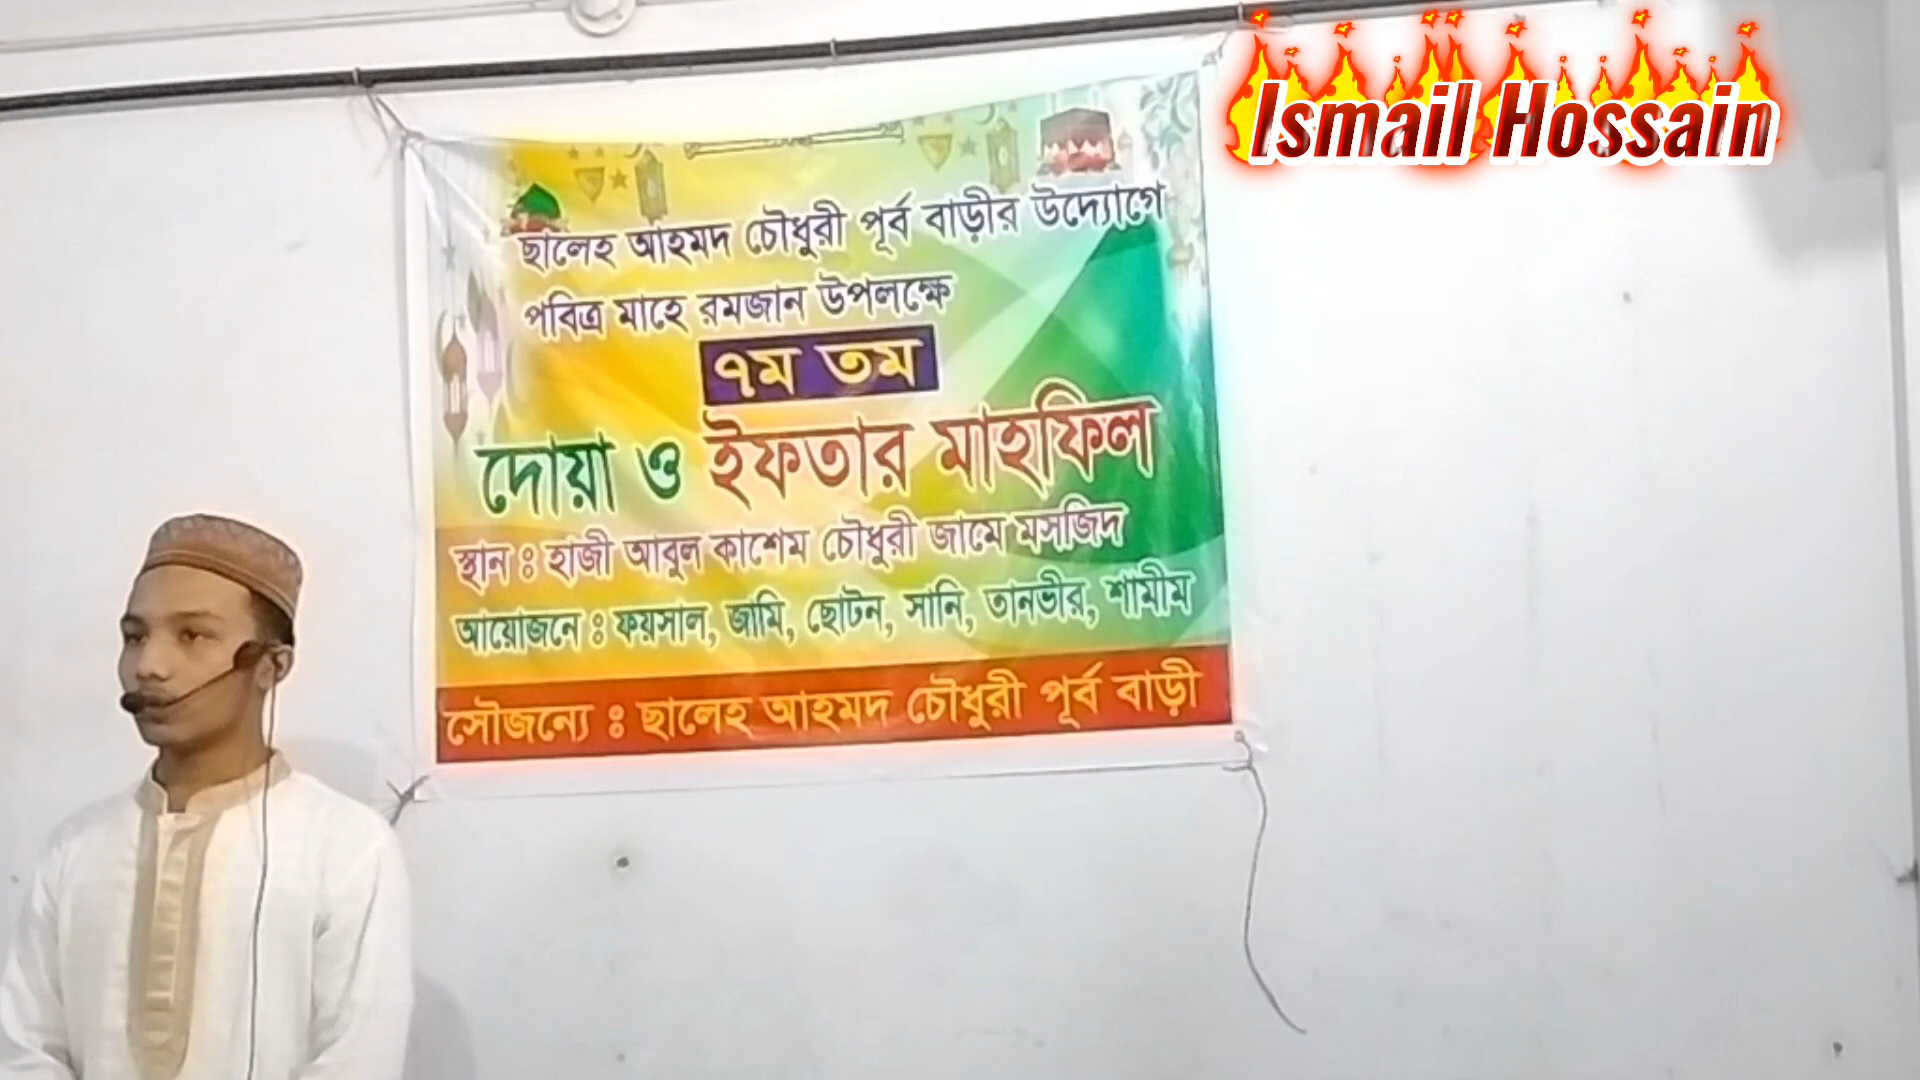 Ismail Hossain
ছালেহ আহমদ চৌধুরী পূর্ব বাড়ীর উদ্যোগে
পবিত্র মাহে রমজান উপলক্ষে
৭ম তম
দোয়া ও ইফতার মাহফিল
স্থান ঃ হাজী আবুল কাশেম চৌধুরী জামে মসজিদ
আয়োজনে ঃ ফয়সাল, জামি, ছোটন, সানি, তানভীর, শামীম
সৌজন্যে ঃ ছালেহ আহমদ চৌধুরী পূর্ব বাড়ী